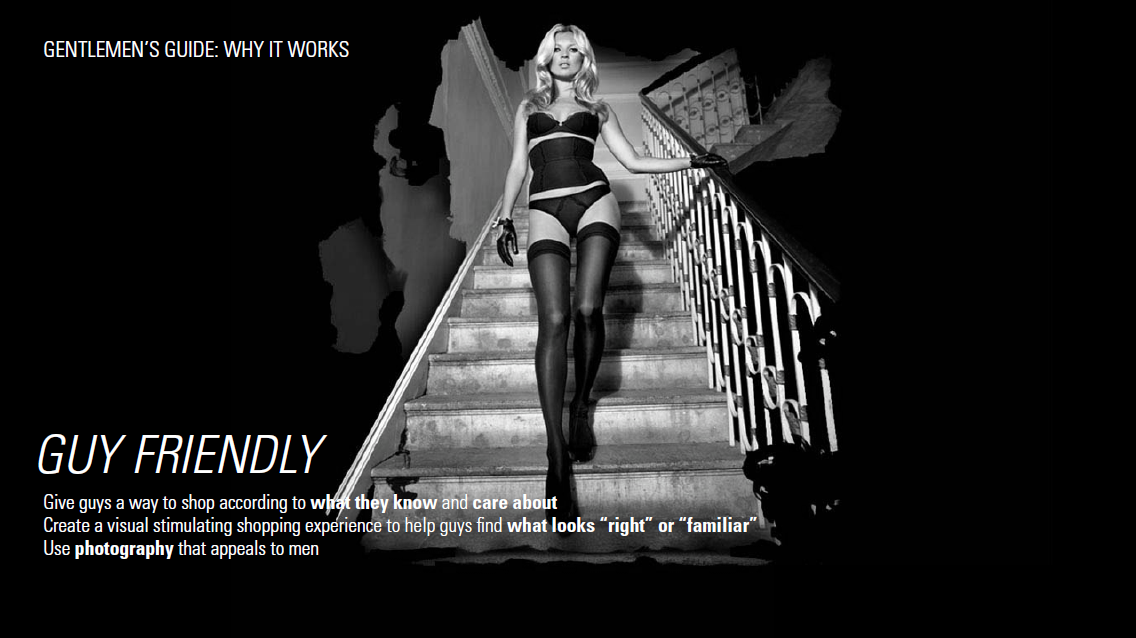 GENTLEMEN'S GUIDE: WHY IT WORKS
GUY FRIENDLY
Give guys a way to shop according to what they know and care about
Create a visual stimulating shopping experience to help guys find what looks “right” or “familiar”
Use photography that appeals to men